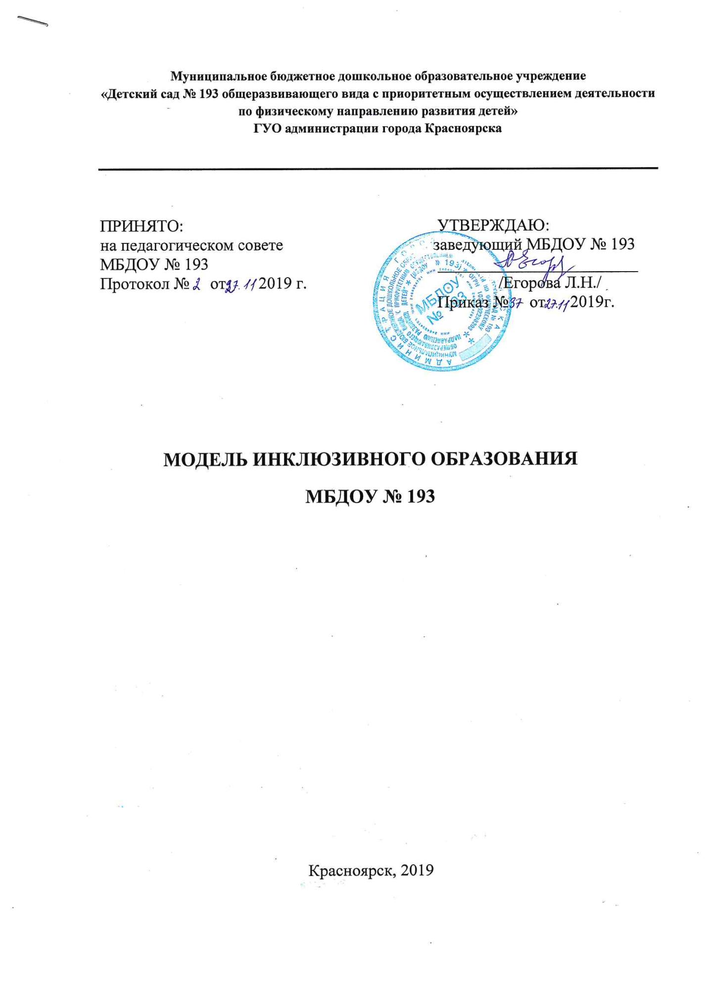 Муниципальное бюджетное дошкольное образовательное учреждение
«Детский сад № 193 общеразвивающего вида с приоритетным осуществлением деятельности
по физическому направлению развития детей»
ГУО администрации города Красноярска
ПРИНЯТО:
на педагогическом совете
МБДОУ № 193
Протокол № 2 от 27.11 2019 г.
УТВЕРЖДАЮ:
заведующий МБДОУ № 193
/Егорова Л.Н./
Приказ № 37 от 27.11 2019г.
МБДОУ
№ 193
МОДЕЛЬ ИНКЛЮЗИВНОГО ОБРАЗОВАНИЯ
МБДОУ № 193
Красноярск, 2019